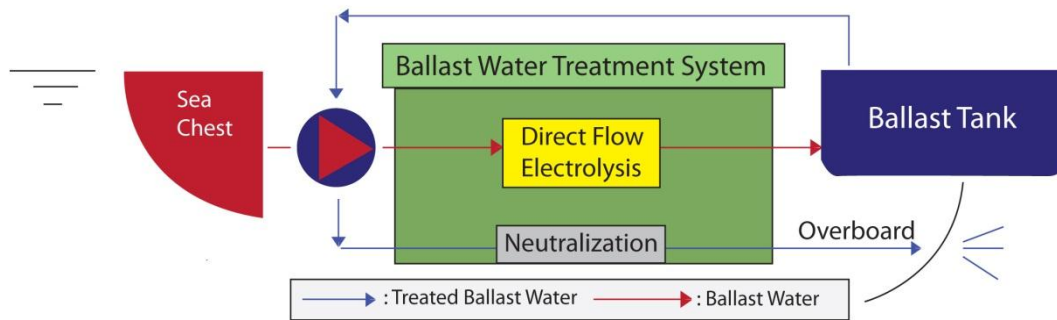 Ballast Water Treatment System
Sea
Chest
Direct Flow
Electrolysis
Ballast Tank
Neutralization
Overboard
: Treated Ballast Water
: Ballast Water